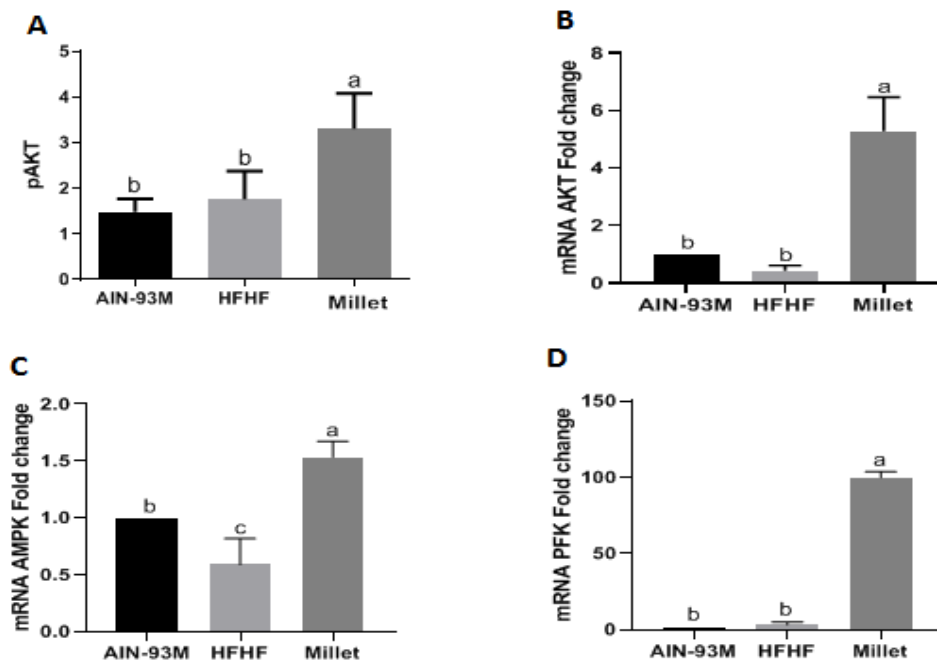 A
pAKT
5
4
3
2
1
0
b
b
a
AIN-93M
HFHF
Millet
B
mRNA AKT Fold change
8
6
4
2
0
b
b
a
AIN-93M
HFHF
Millet
C
mRNA AMPK Fold change
2.0
1.5
1.0
0.5
0.0
b
c
a
AIN-93M
HFHF
Millet
D
mRNA PFK Fold change
150
100
50
0
b
b
a
AIN-93M
HFHF
Millet